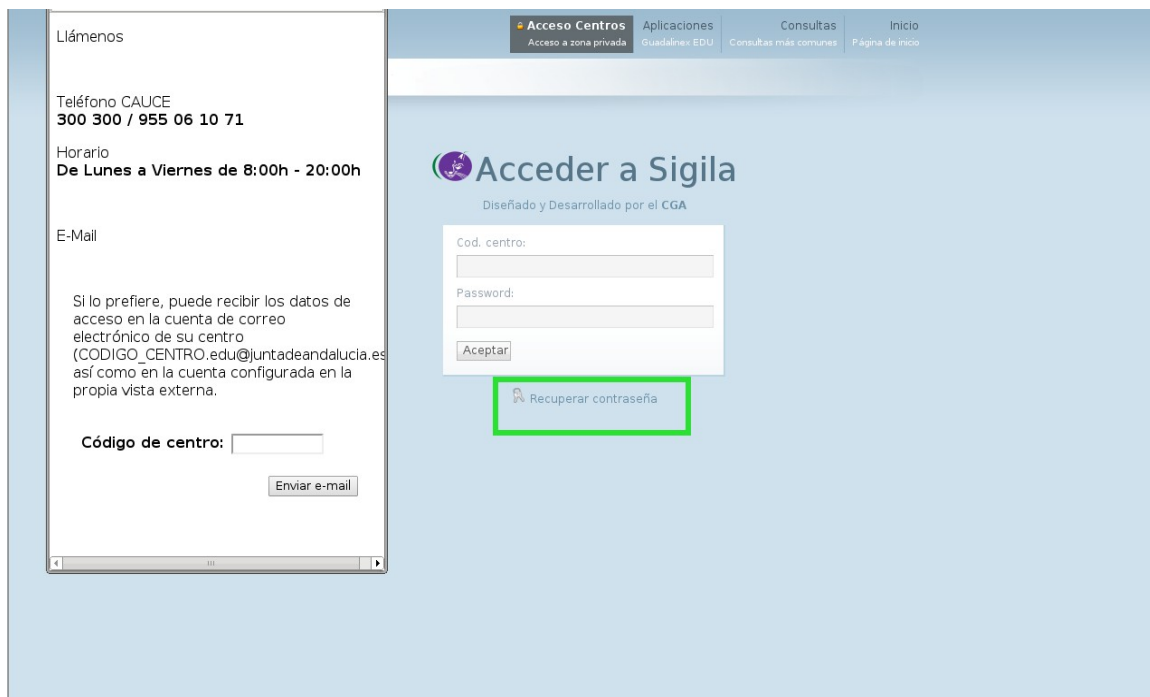 Llámenos
Teléfono CAUCE
300 300 / 955 06 10 71
Horario
De Lunes a Viernes de 8:00h - 20:00h
E-Mail
Si lo prefiere, puede recibir los datos de
acceso en la cuenta de correo
electrónico de su centro
(CODIGO_CENTRO.edu@juntadeandalucia.es
así como en la cuenta configurada en la
propia vista externa.
Código de centro:
Enviar e-mail
Acceso Centros
Acceso a zona privada
Aplicaciones
Guadalinex EDU
Consultas
Consultas más comunes
Inicio
Página de inicio
Acceder a Sigila
Diseñado y Desarrollado por el CGA
Cod. centro:
Password:
Aceptar
Recuperar contraseña